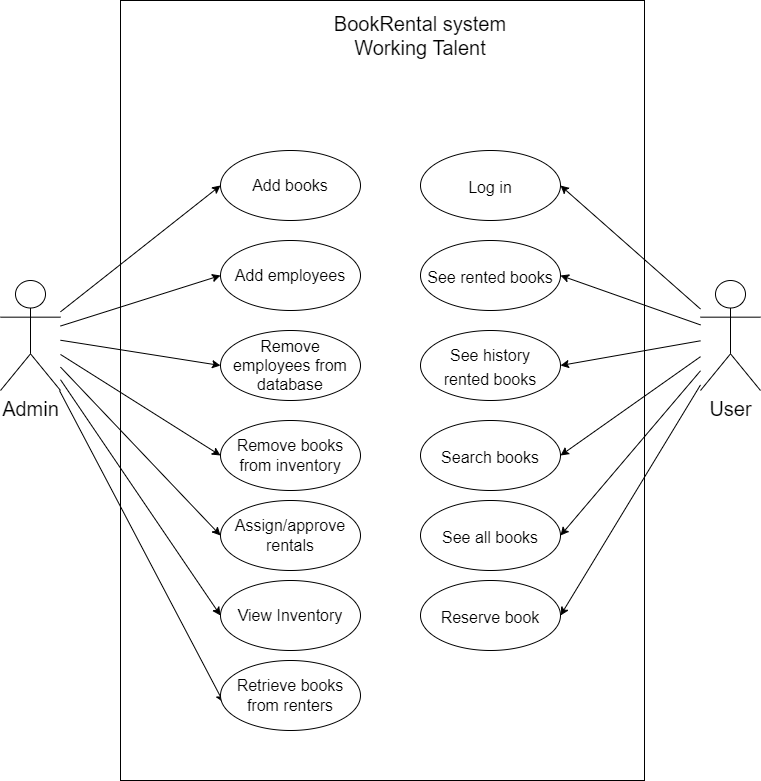 BookRental system
Working Talent
Add books
Add employees
Remove
employees from
database
Remove books
from inventory
Assign/approve
rentals
View Inventory
Retrieve books
from renters
Log in
See rented books
See history
rented books
Search books
See all books
Reserve book
Admin
User